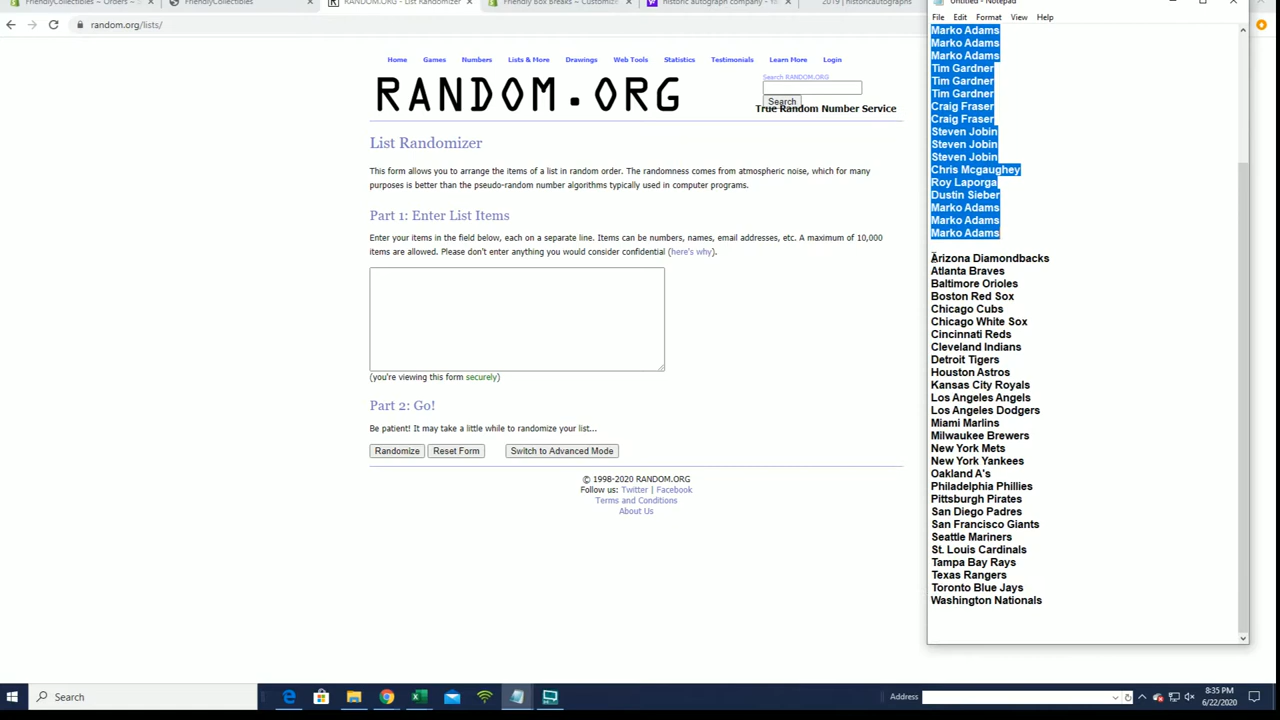 FriendlyCollectibles ~ Orders ~
FriendlyCollectibles
RANDOM.ORG - List Randomizer
Friendly Box Breaks ~ Customize
historic autograph company - Yo
2019 | historicautographs
Untitled - Notepad
random.org/lists/
File Edit Format View Help
Home Games Numbers Lists & More Drawings Web Tools Statistics Testimonials Learn More Login
RANDOM.ORG
Search RANDOM.ORG
Search
True Random Number Service
List Randomizer
This form allows you to arrange the items of a list in random order. The randomness comes from atmospheric noise, which for many
purposes is better than the pseudo-random number algorithms typically used in computer programs.
Part 1: Enter List Items
Enter your items in the field below, each on a separate line. Items can be numbers, names, email addresses, etc. A maximum of 10,000
items are allowed. Please don't enter anything you would consider confidential (here's why).
(you're viewing this form securely)
Part 2: Go!
Be patient! It may take a little while to randomize your list...
Randomize Reset Form Switch to Advanced Mode
© 1998-2020 RANDOM.ORG
Follow us: Twitter | Facebook
Terms and Conditions
About Us
Marko Adams
Marko Adams
Marko Adams
Tim Gardner
Tim Gardner
Tim Gardner
Craig Fraser
Craig Fraser
Steven Jobin
Steven Jobin
Steven Jobin
Chris Mcgaughey
Roy Laporga
Dustin Sieber
Marko Adams
Marko Adams
Marko Adams
Arizona Diamondbacks
Atlanta Braves
Baltimore Orioles
Boston Red Sox
Chicago Cubs
Chicago White Sox
Cincinnati Reds
Cleveland Indians
Detroit Tigers
Houston Astros
Kansas City Royals
Los Angeles Angels
Los Angeles Dodgers
Miami Marlins
Milwaukee Brewers
New York Mets
New York Yankees
Oakland A's
Philadelphia Phillies
Pittsburgh Pirates
San Diego Padres
San Francisco Giants
Seattle Mariners
St. Louis Cardinals
Tampa Bay Rays
Texas Rangers
Toronto Blue Jays
Washington Nationals
Search
Address
8:35 PM
6/22/2020